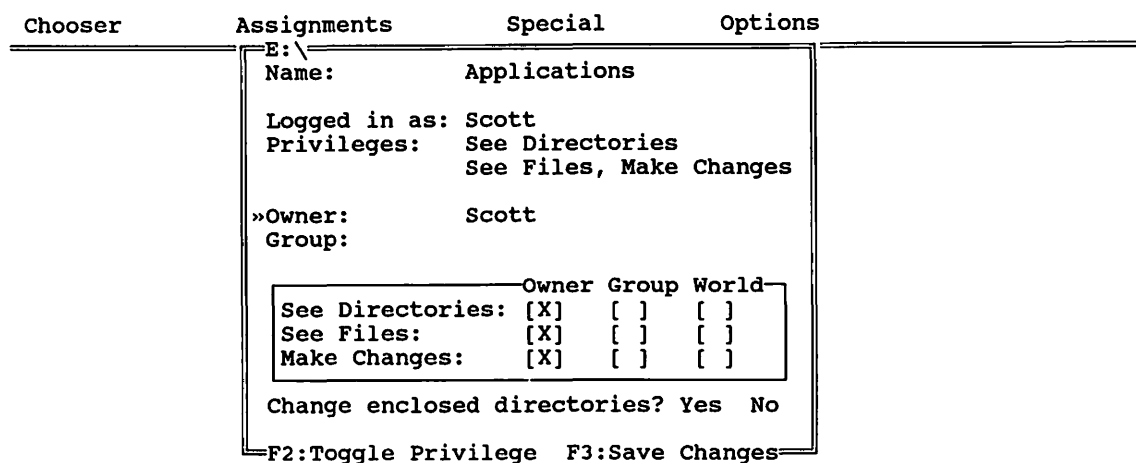 Chooser Assignments Special Options
E:\
Name: Applications
Logged in as: Scott
Privileges: See Directories
See Files, Make Changes
»Owner: Scott
Group:
Owner Group World
See Directories: [X] [ ] [ ]
See Files: [X] [ ] [ ]
Make Changes: [X] [ ] [ ]
Change enclosed directories? Yes No
F2:Toggle Privilege F3:Save Changes